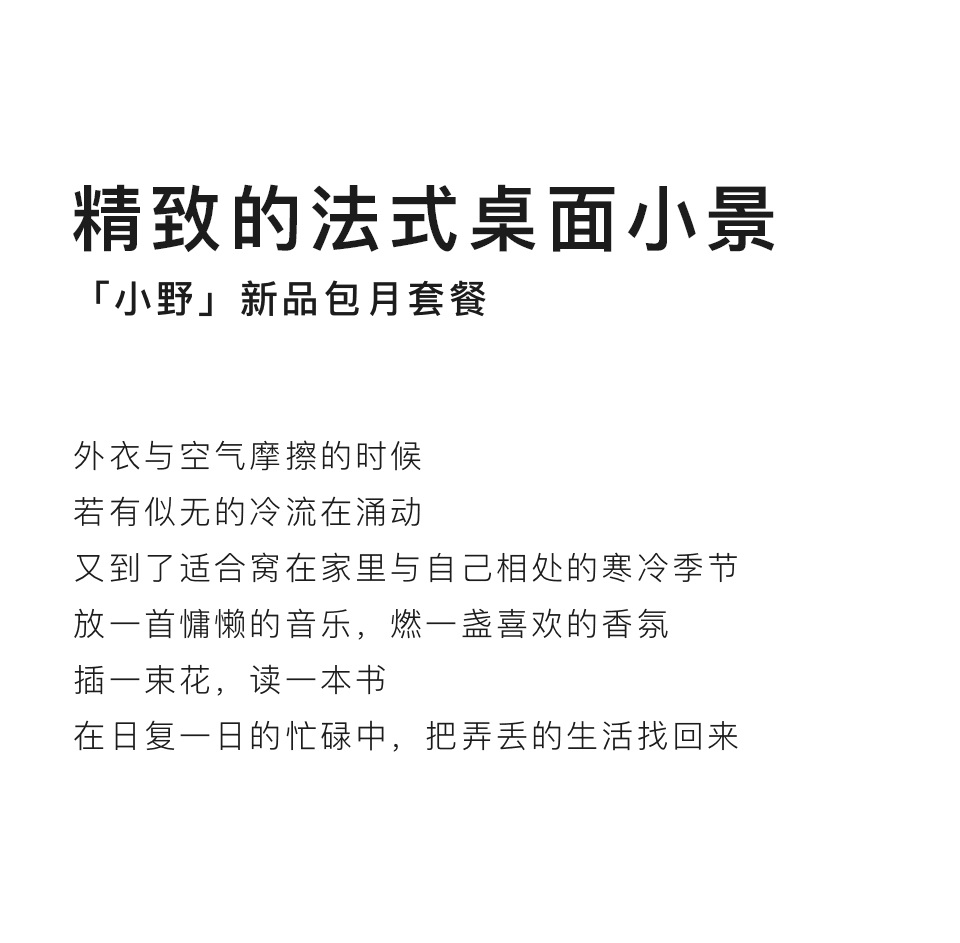 精致的法式桌面小景
「小野」新品包月套餐
外衣与空气摩擦的时候
若有似无的冷流在涌动
又到了适合窝在家里与自己相处的寒冷季节
放一首慵懒的音乐，燃一盏喜欢的香氛
插一束花，读一本书
在日复一日的忙碌中，把弄丢的生活找回来